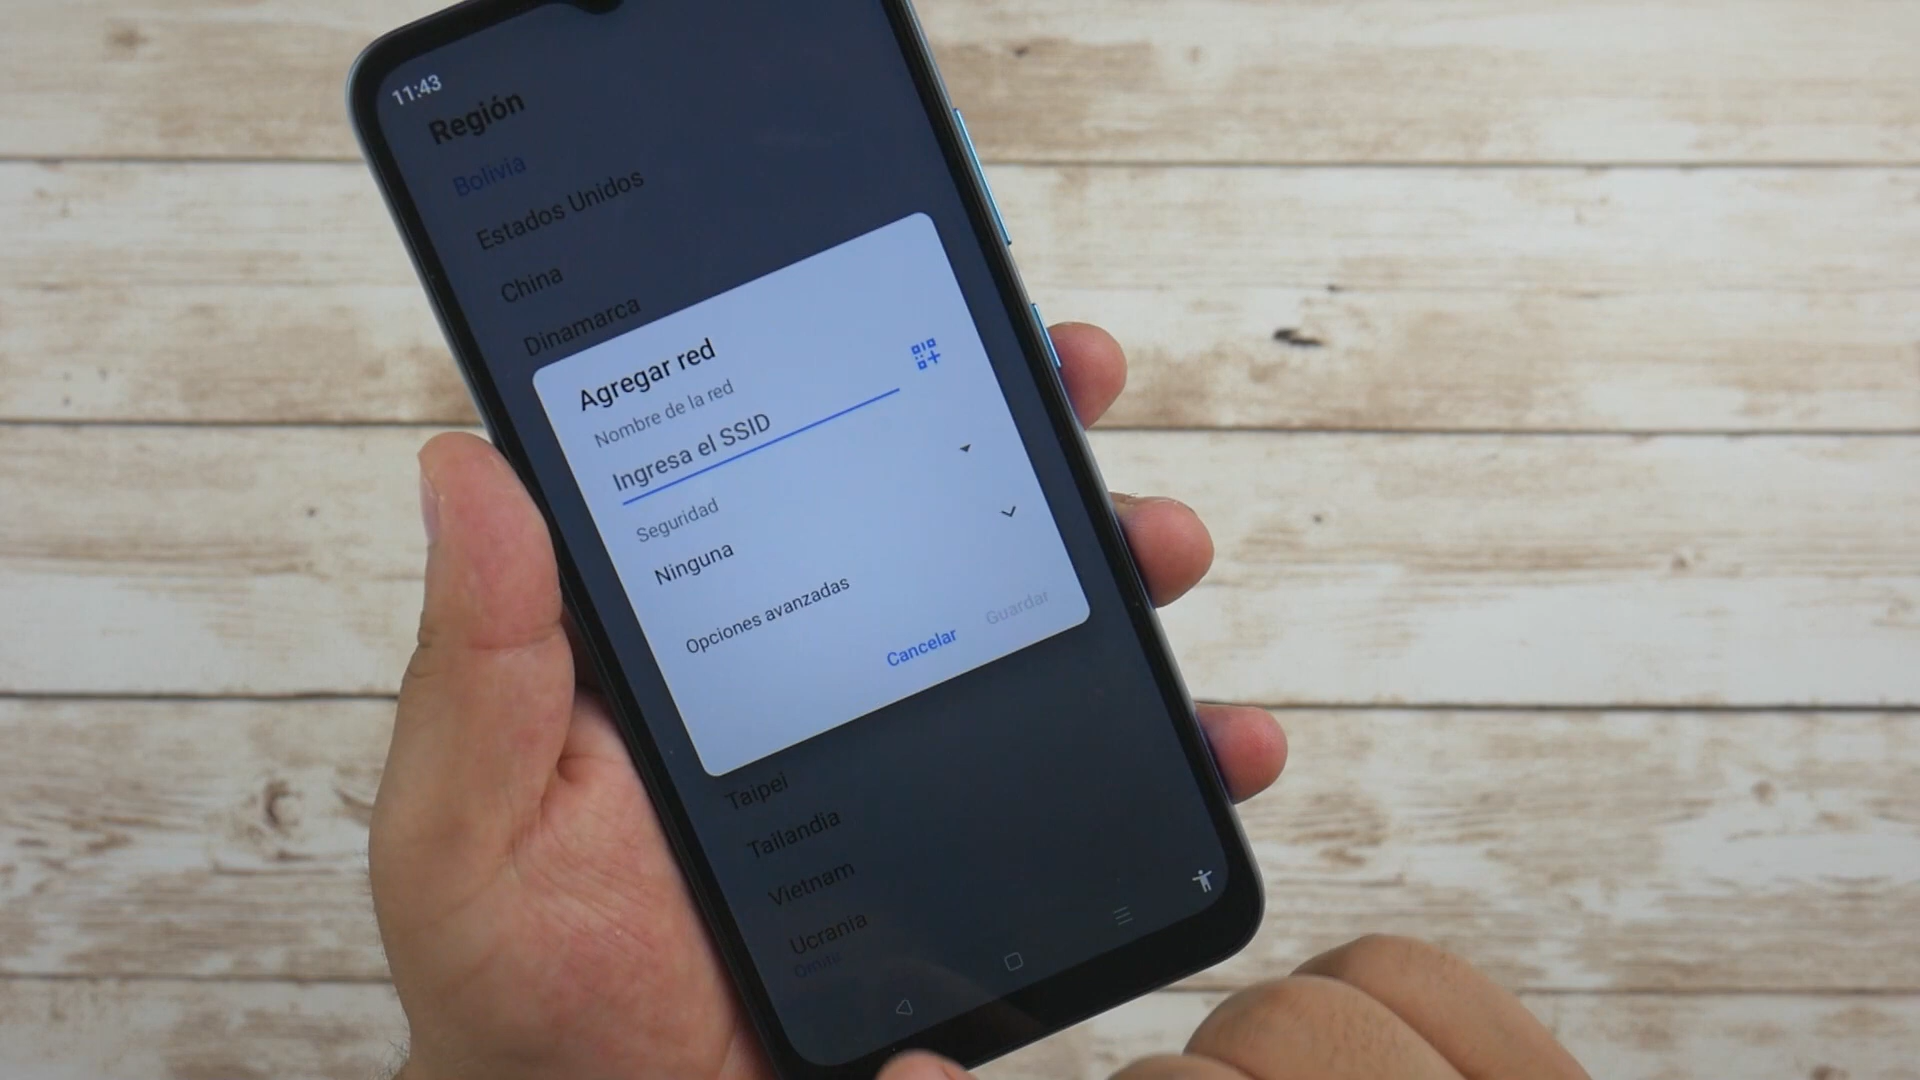 11:43
Región
Bolivia
Estados Unidos
China
Dinamarca
Agregar red
Nombre de la red
Ingresa el SSID
Seguridad
Ninguna
Opciones avanzadas
Cancelar
Guardar
Taipei
Tailandia
Vietnam
Ucrania
Omitir